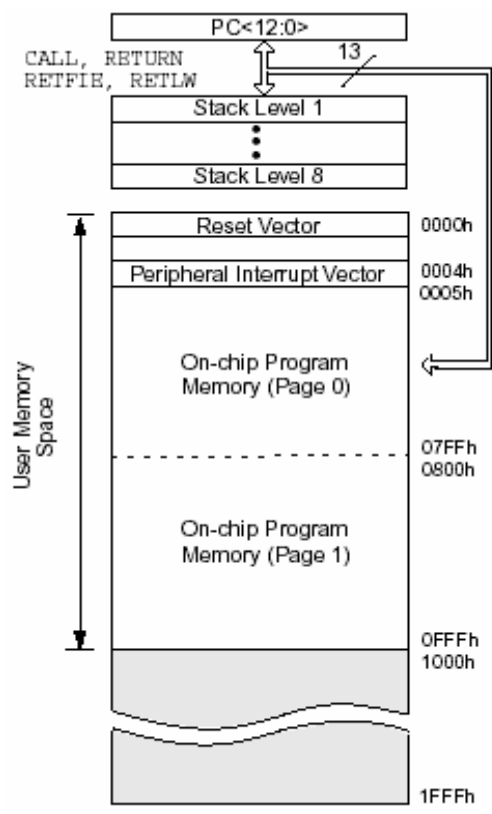 PC<12:0>
CALL, RETURN
RETFIE, RETLW
13
Stack Level 1
Stack Level 8
Reset Vector
0000h
Peripheral Interrupt Vector
0004h
0005h
On-chip Program
Memory (Page 0)
User Memory
Space
07FFh
0800h
On-chip Program
Memory (Page 1)
0FFFh
1000h
1FFFh